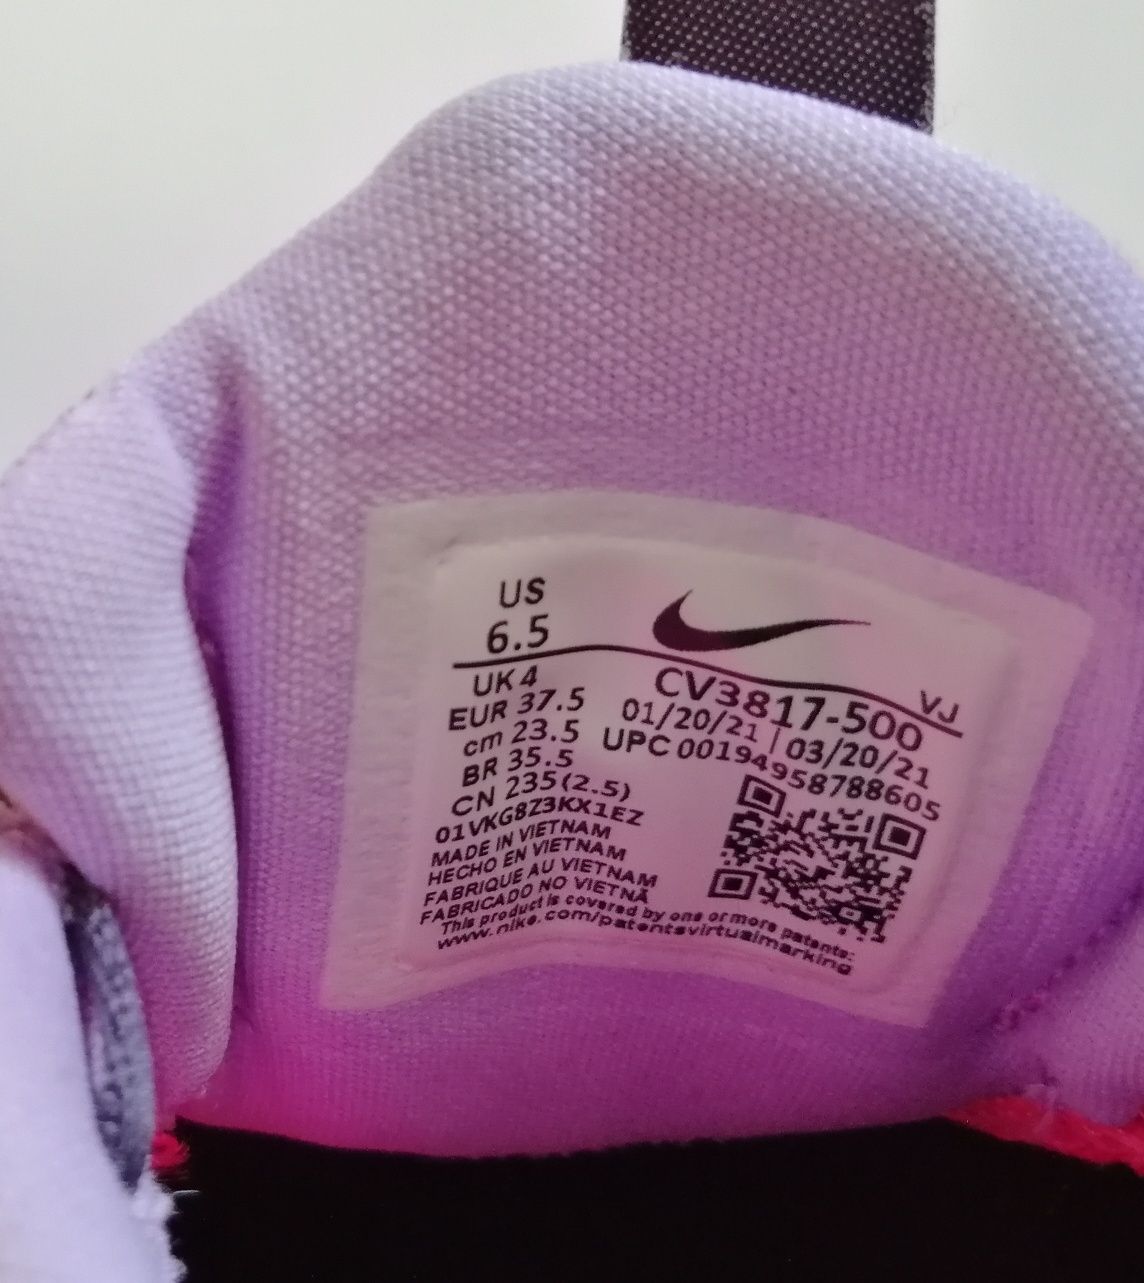 US
6.5
VJ
UK 4
EUR 37.5
cm 23.5
BR 35.5
CN 235(2.5)
CV3817-500
01/20/21 | 03/20/21
UPC 00194958788605
01VKG8Z3KX1EZ
MADE IN VIETNAM
HECHO EN VIETNAM
FABRIQUE AU VIETNAM
FABRICADO NO VIETNÃ
This product is covered by one or more patents:
www.nike.com/patentsvirtualmarking